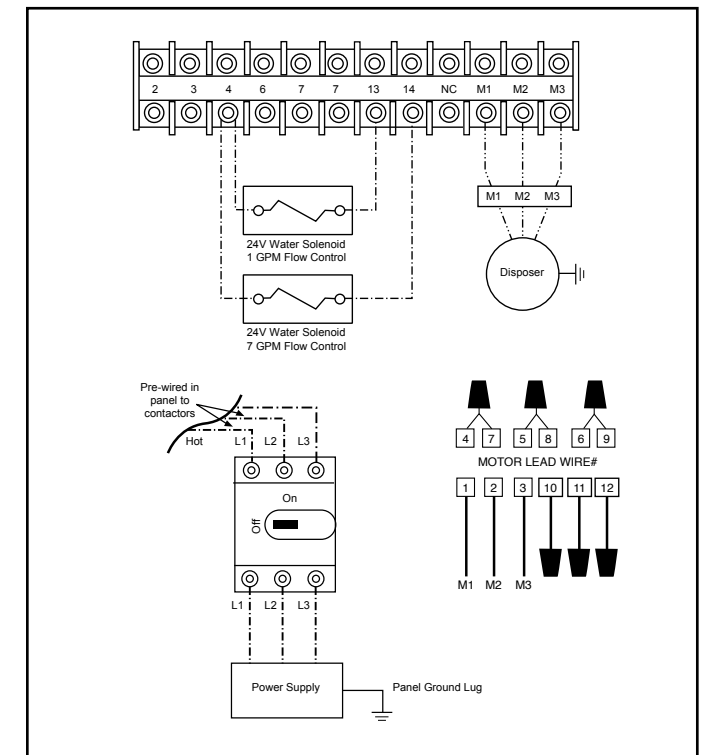 2 3 4 6 7 7 13 14 NC M1 M2 M3
24V Water Solenoid
1 GPM Flow Control
M1 M2 M3
Disposer
24V Water Solenoid
7 GPM Flow Control
Pre-wired in
panel to
contactors
Hot L1 L2 L3
On
Off
L1 L2 L3
Power Supply
Panel Ground Lug
4 7 5 8 6 9
MOTOR LEAD WIRE#
1 2 3 10 11 12
M1 M2 M3